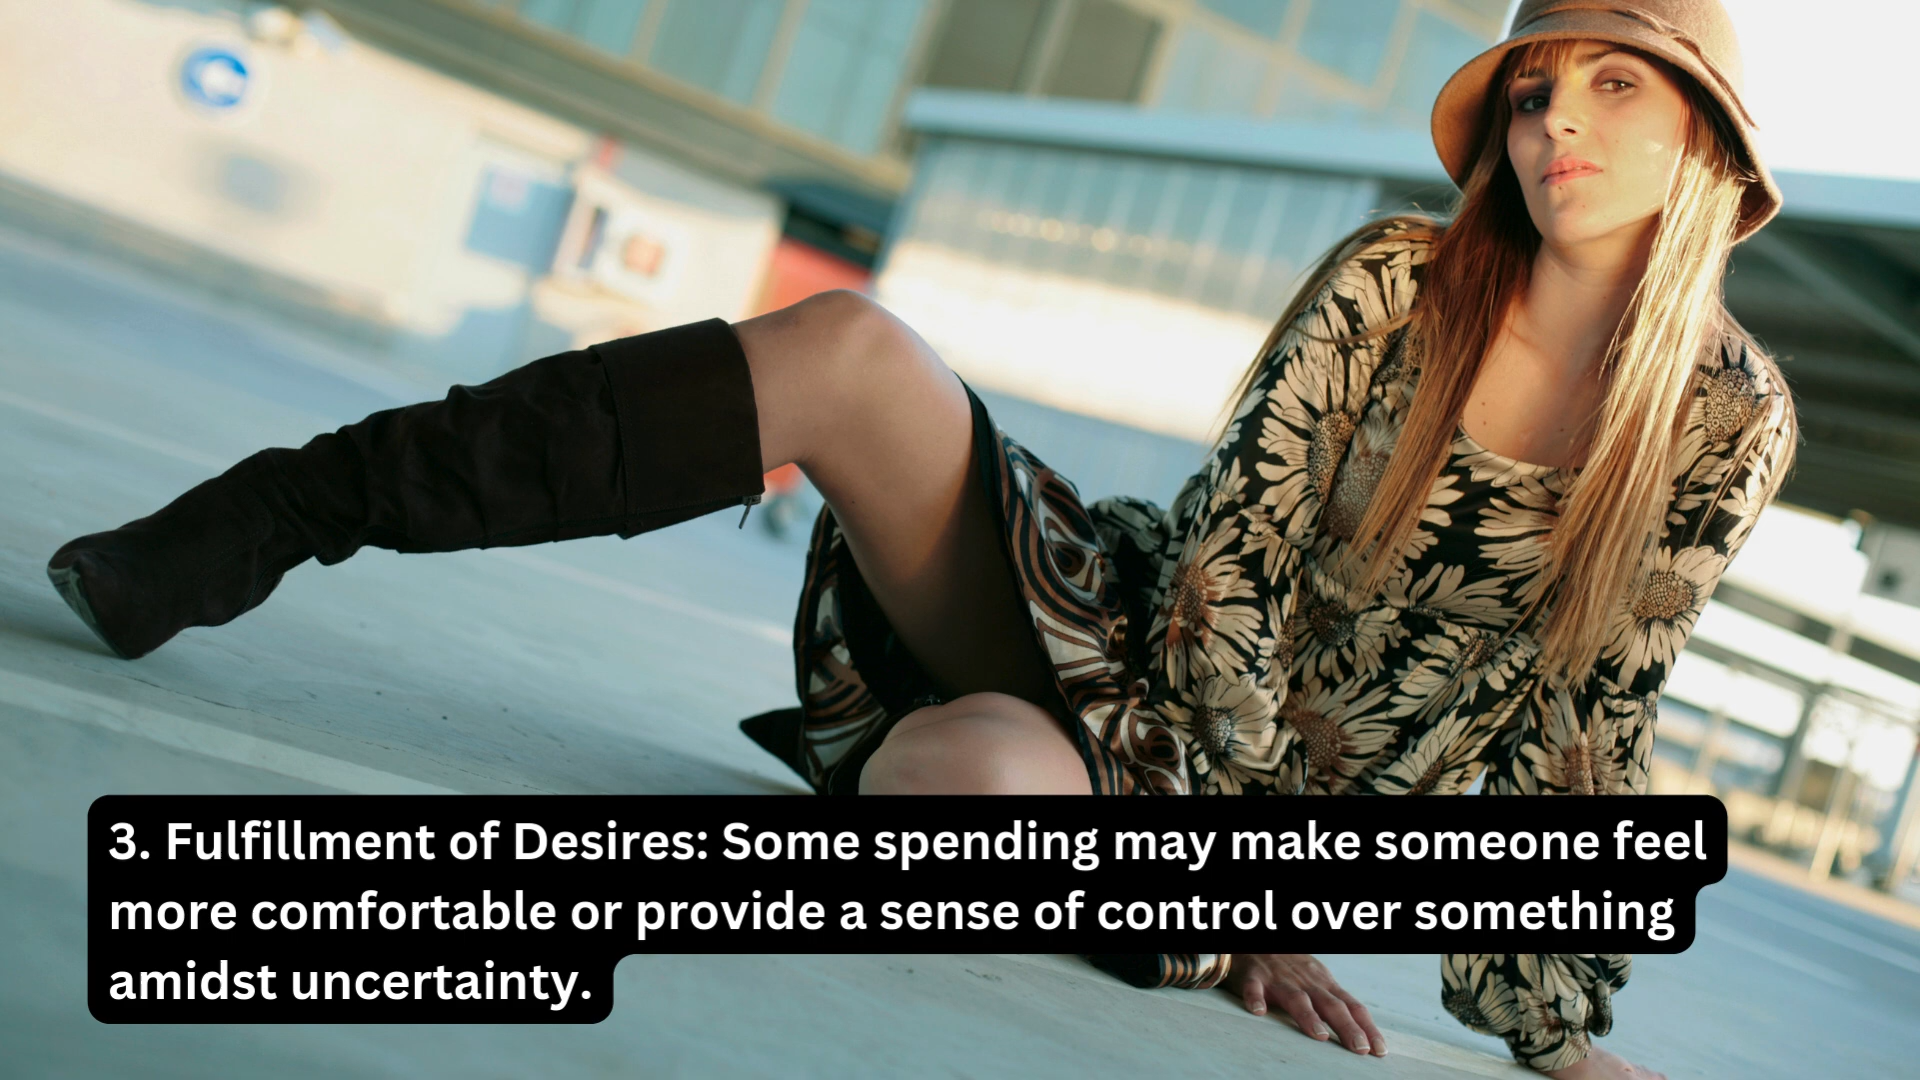 3. Fulfillment of Desires: Some spending may make someone feel
more comfortable or provide a sense of control over something
amidst uncertainty.